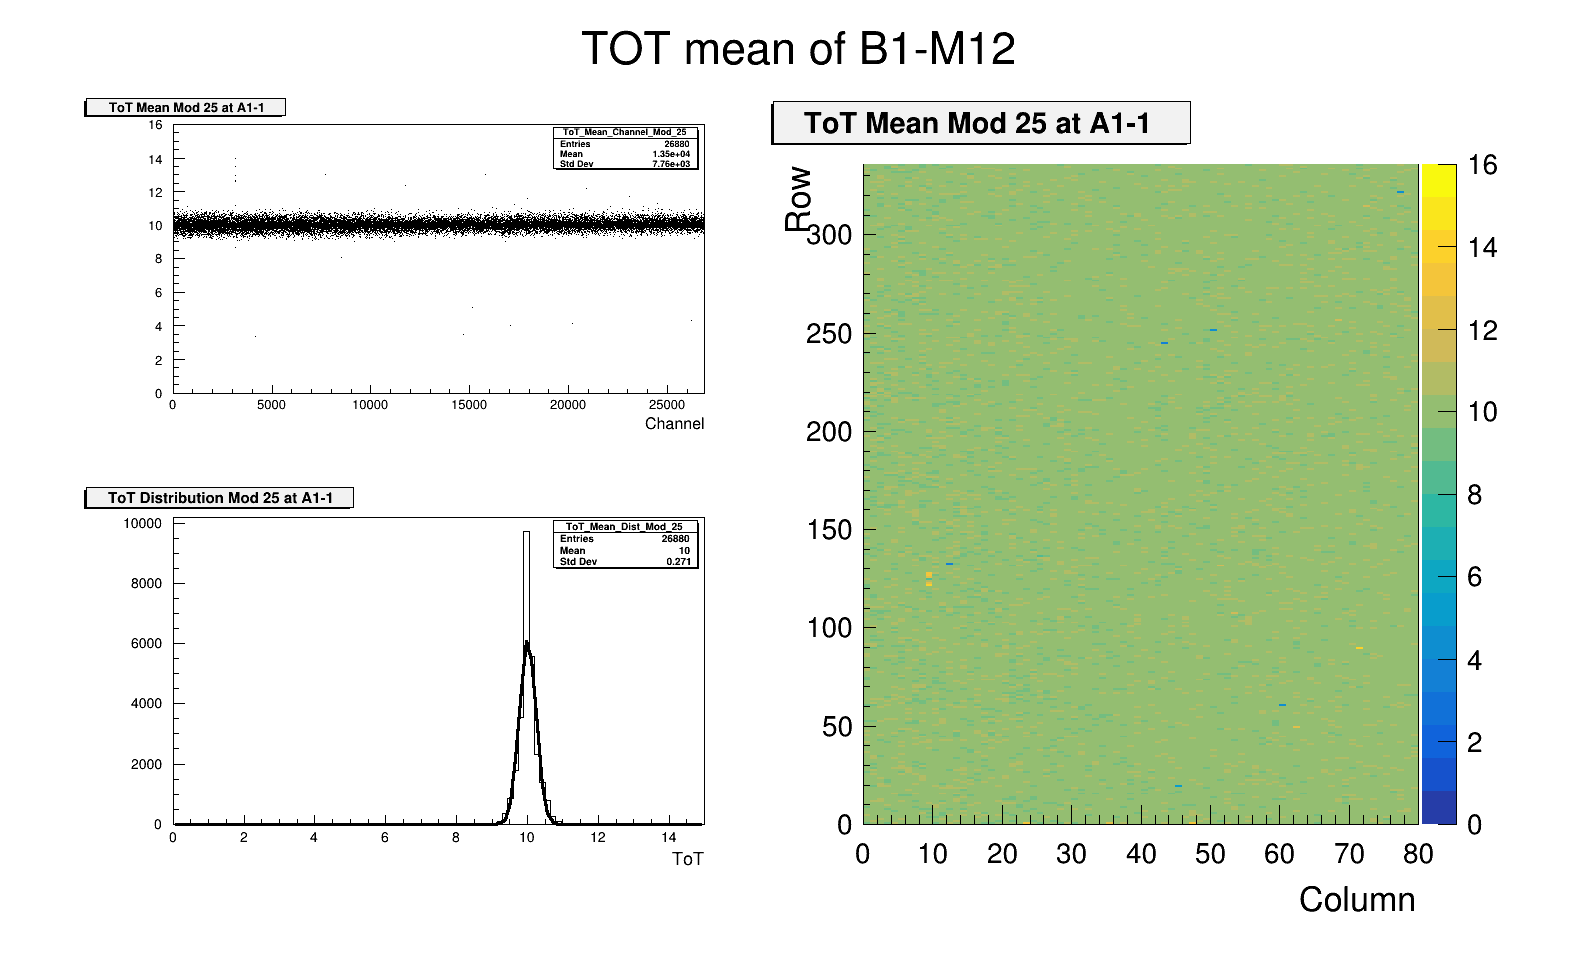 TOT mean of B1-M12
ToT Mean Mod 25 at A1-1
ToT_Mean_Channel_Mod_25
Entries 26880
Mean 1.35e+04
Std Dev 7.76e+03
16
14
12
10
8
6
4
2
0
0 5000 10000 15000 20000 25000
Channel
ToT Distribution Mod 25 at A1-1
ToT_Mean_Dist_Mod_25
Entries 26880
Mean 10
Std Dev 0.271
10000
8000
6000
4000
2000
0
0 2 4 6 8 10 12 14
ToT
ToT Mean Mod 25 at A1-1
Row
300
250
200
150
100
50
0
0 10 20 30 40 50 60 70 80
Column
16
14
12
10
8
6
4
2
0